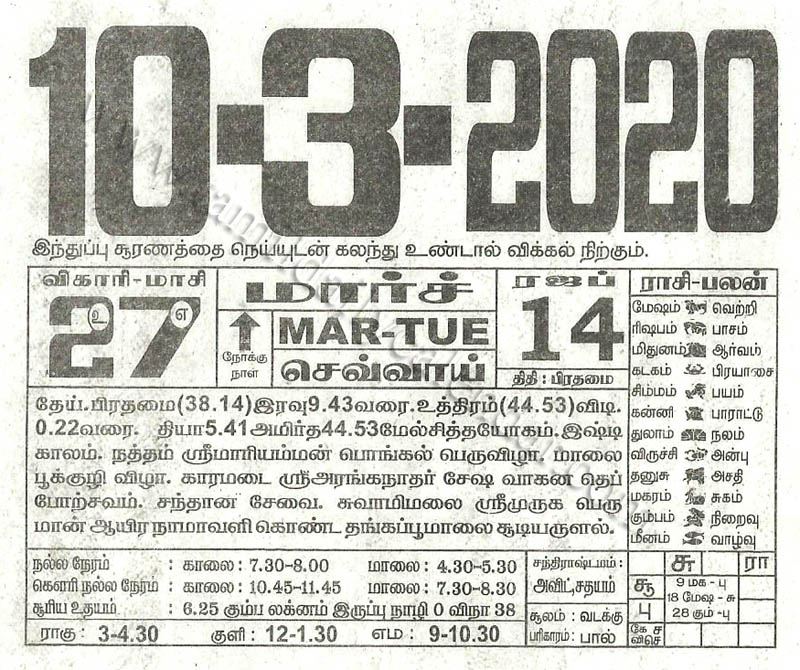 10-3-2020
இந்துப்பு சூரணத்தை நெய்யுடன் கலந்து உண்டால் விக்கல் நிற்கும்.
விகாரி-மாசி
27
உ எ
மார்ச்
நோக்கு
நாள்
MAR-TUE
செவ்வாய்
ரஜப்
14
திதி : பிரதமை
தேய்.பிரதமை(38.14)இரவு9.43வரை.உத்திரம்(44.53)விடி.
0.22வரை. தியா5.41அமிர்த44.53மேல்சித்தயோகம்.இஷ்டி
காலம். நத்தம் ஸ்ரீமாரியம்மன் பொங்கல் பெருவிழா. மாலை
பூக்குழி விழா. காரமடை ஸ்ரீஅரங்கநாதர் சேஷ வாகன தெப்
போற்சவம். சந்தான சேவை. சுவாமிமலை ஸ்ரீமுருக பெரு
மான் ஆயிர நாமாவளி கொண்ட தங்கப்பூமாலை சூடியருளல்.
ராசி-பலன்
மேஷம் வெற்றி
ரிஷபம் பாசம்
மிதுனம் ஆர்வம்
கடகம் பிரயாசை
சிம்மம் பயம்
கன்னி பாராட்டு
துலாம் நலம்
விருச்சி அன்பு
தனுசு அசதி
மகரம் சுகம்
கும்பம் நிறைவு
மீனம் வாழ்வு
நல்ல நேரம் : காலை: 7.30-8.00 மாலை: 4.30-5.30
கௌரி நல்ல நேரம் : காலை: 10.45-11.45 மாலை: 7.30-8.30
சூரிய உதயம் : 6.25 கும்ப லக்னம் இருப்பு நாழி 0 விநா 38
ராகு: 3-4.30 குளி: 12-1.30 எம: 9-10.30
சந்திராஷ்டமம்:
அவிட்,சதயம்
சூலம் : வடக்கு
பரிகாரம்: பால்
சு ரா
சூ
பு
9 மக - பு
18 மேஷ - சு
28 கும் - பு
கே ச
விசெ